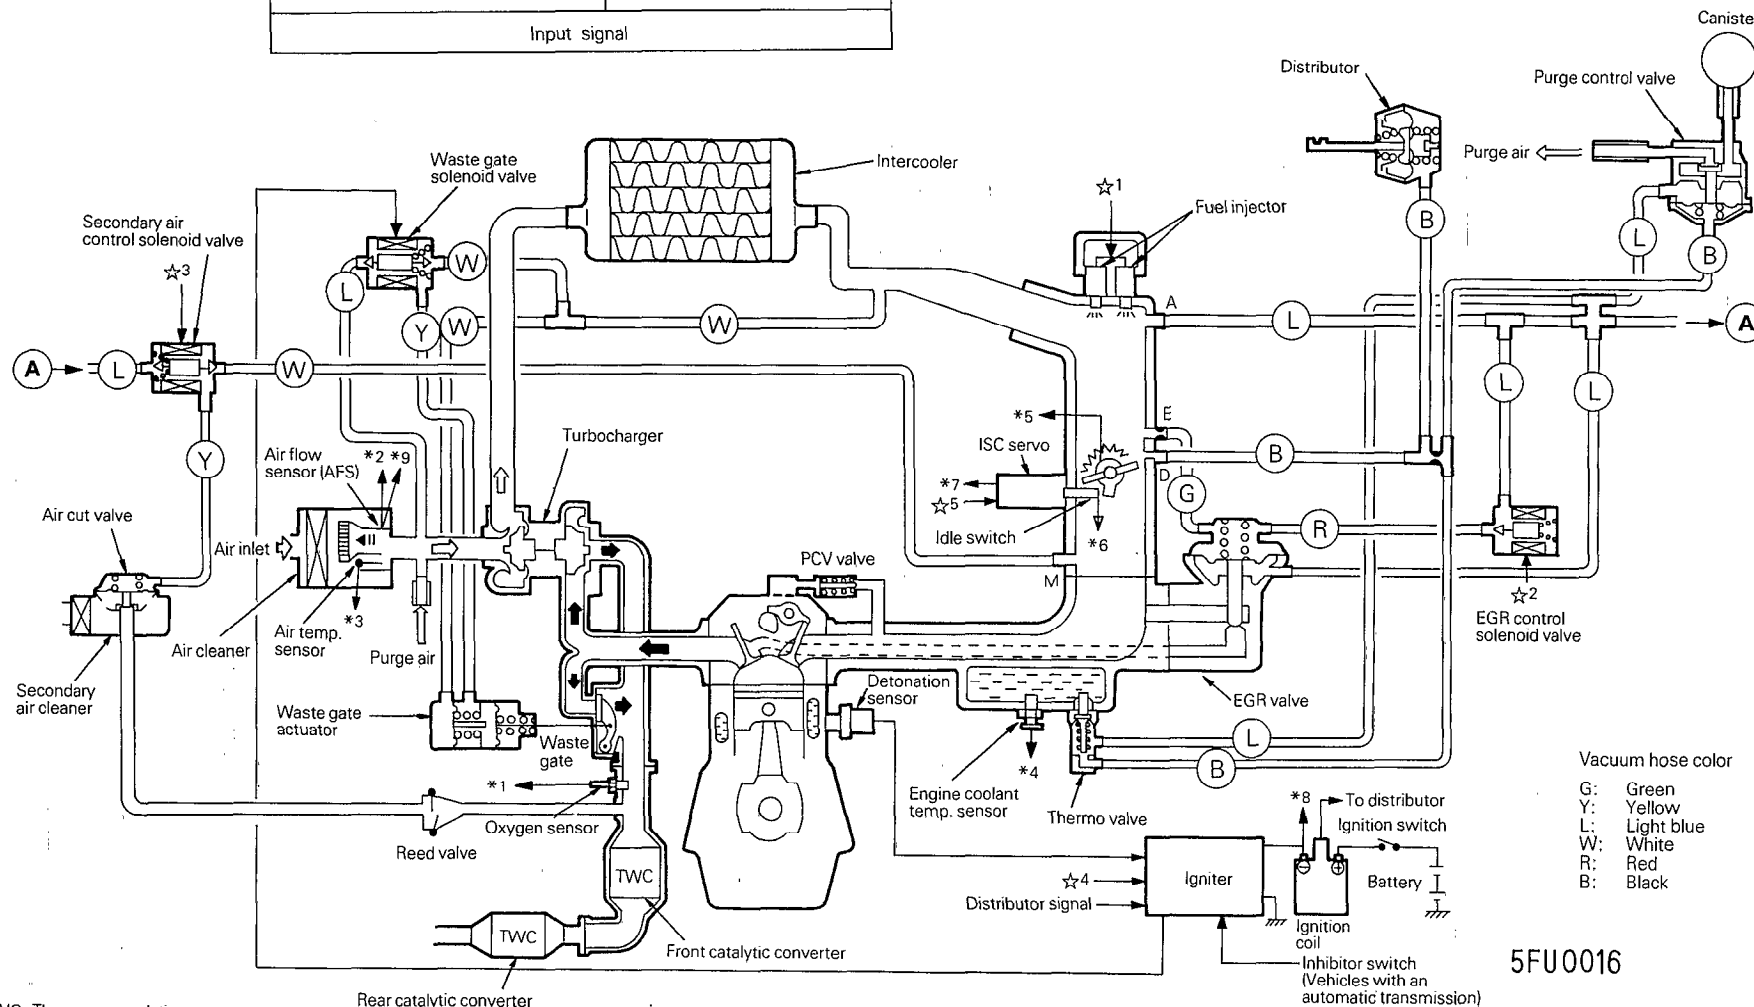 Input signal
Caniste
Distributor
Purge control valve
Purge air
Waste gate
solenoid valve
Intercooler
☆1
Fuel injector
Secondary air
control solenoid valve
☆3
B
L
B
W
L
Y
W
W
A
L
A
A
L
W
L
L
E
*5
ISC servo
Turbocharger
Air flow
sensor (AFS)
*2 *9
Y
B
D
G
*7
☆5
Air cut valve
Idle switch
*6
R
Air inlet
PCV valve
M
☆2
EGR control
solenoid valve
*3
Air temp.
sensor
Air cleaner
Purge air
Secondary
air cleaner
Detonation
sensor
EGR valve
Waste gate
actuator
Waste
gate
L
B
*4
*1
Oxygen sensor
Engine coolant
temp. sensor
Thermo valve
Reed valve
*8
To distributor
Ignition switch
Battery
Vacuum hose color
G: Green
Y: Yellow
L: Light blue
W: White
R: Red
B: Black
TWC
☆4
Igniter
Distributor signal
Ignition
coil
TWC
Front catalytic converter
Inhibitor switch
(Vehicles with an
automatic transmission)
5FU0016
Rear catalytic converter